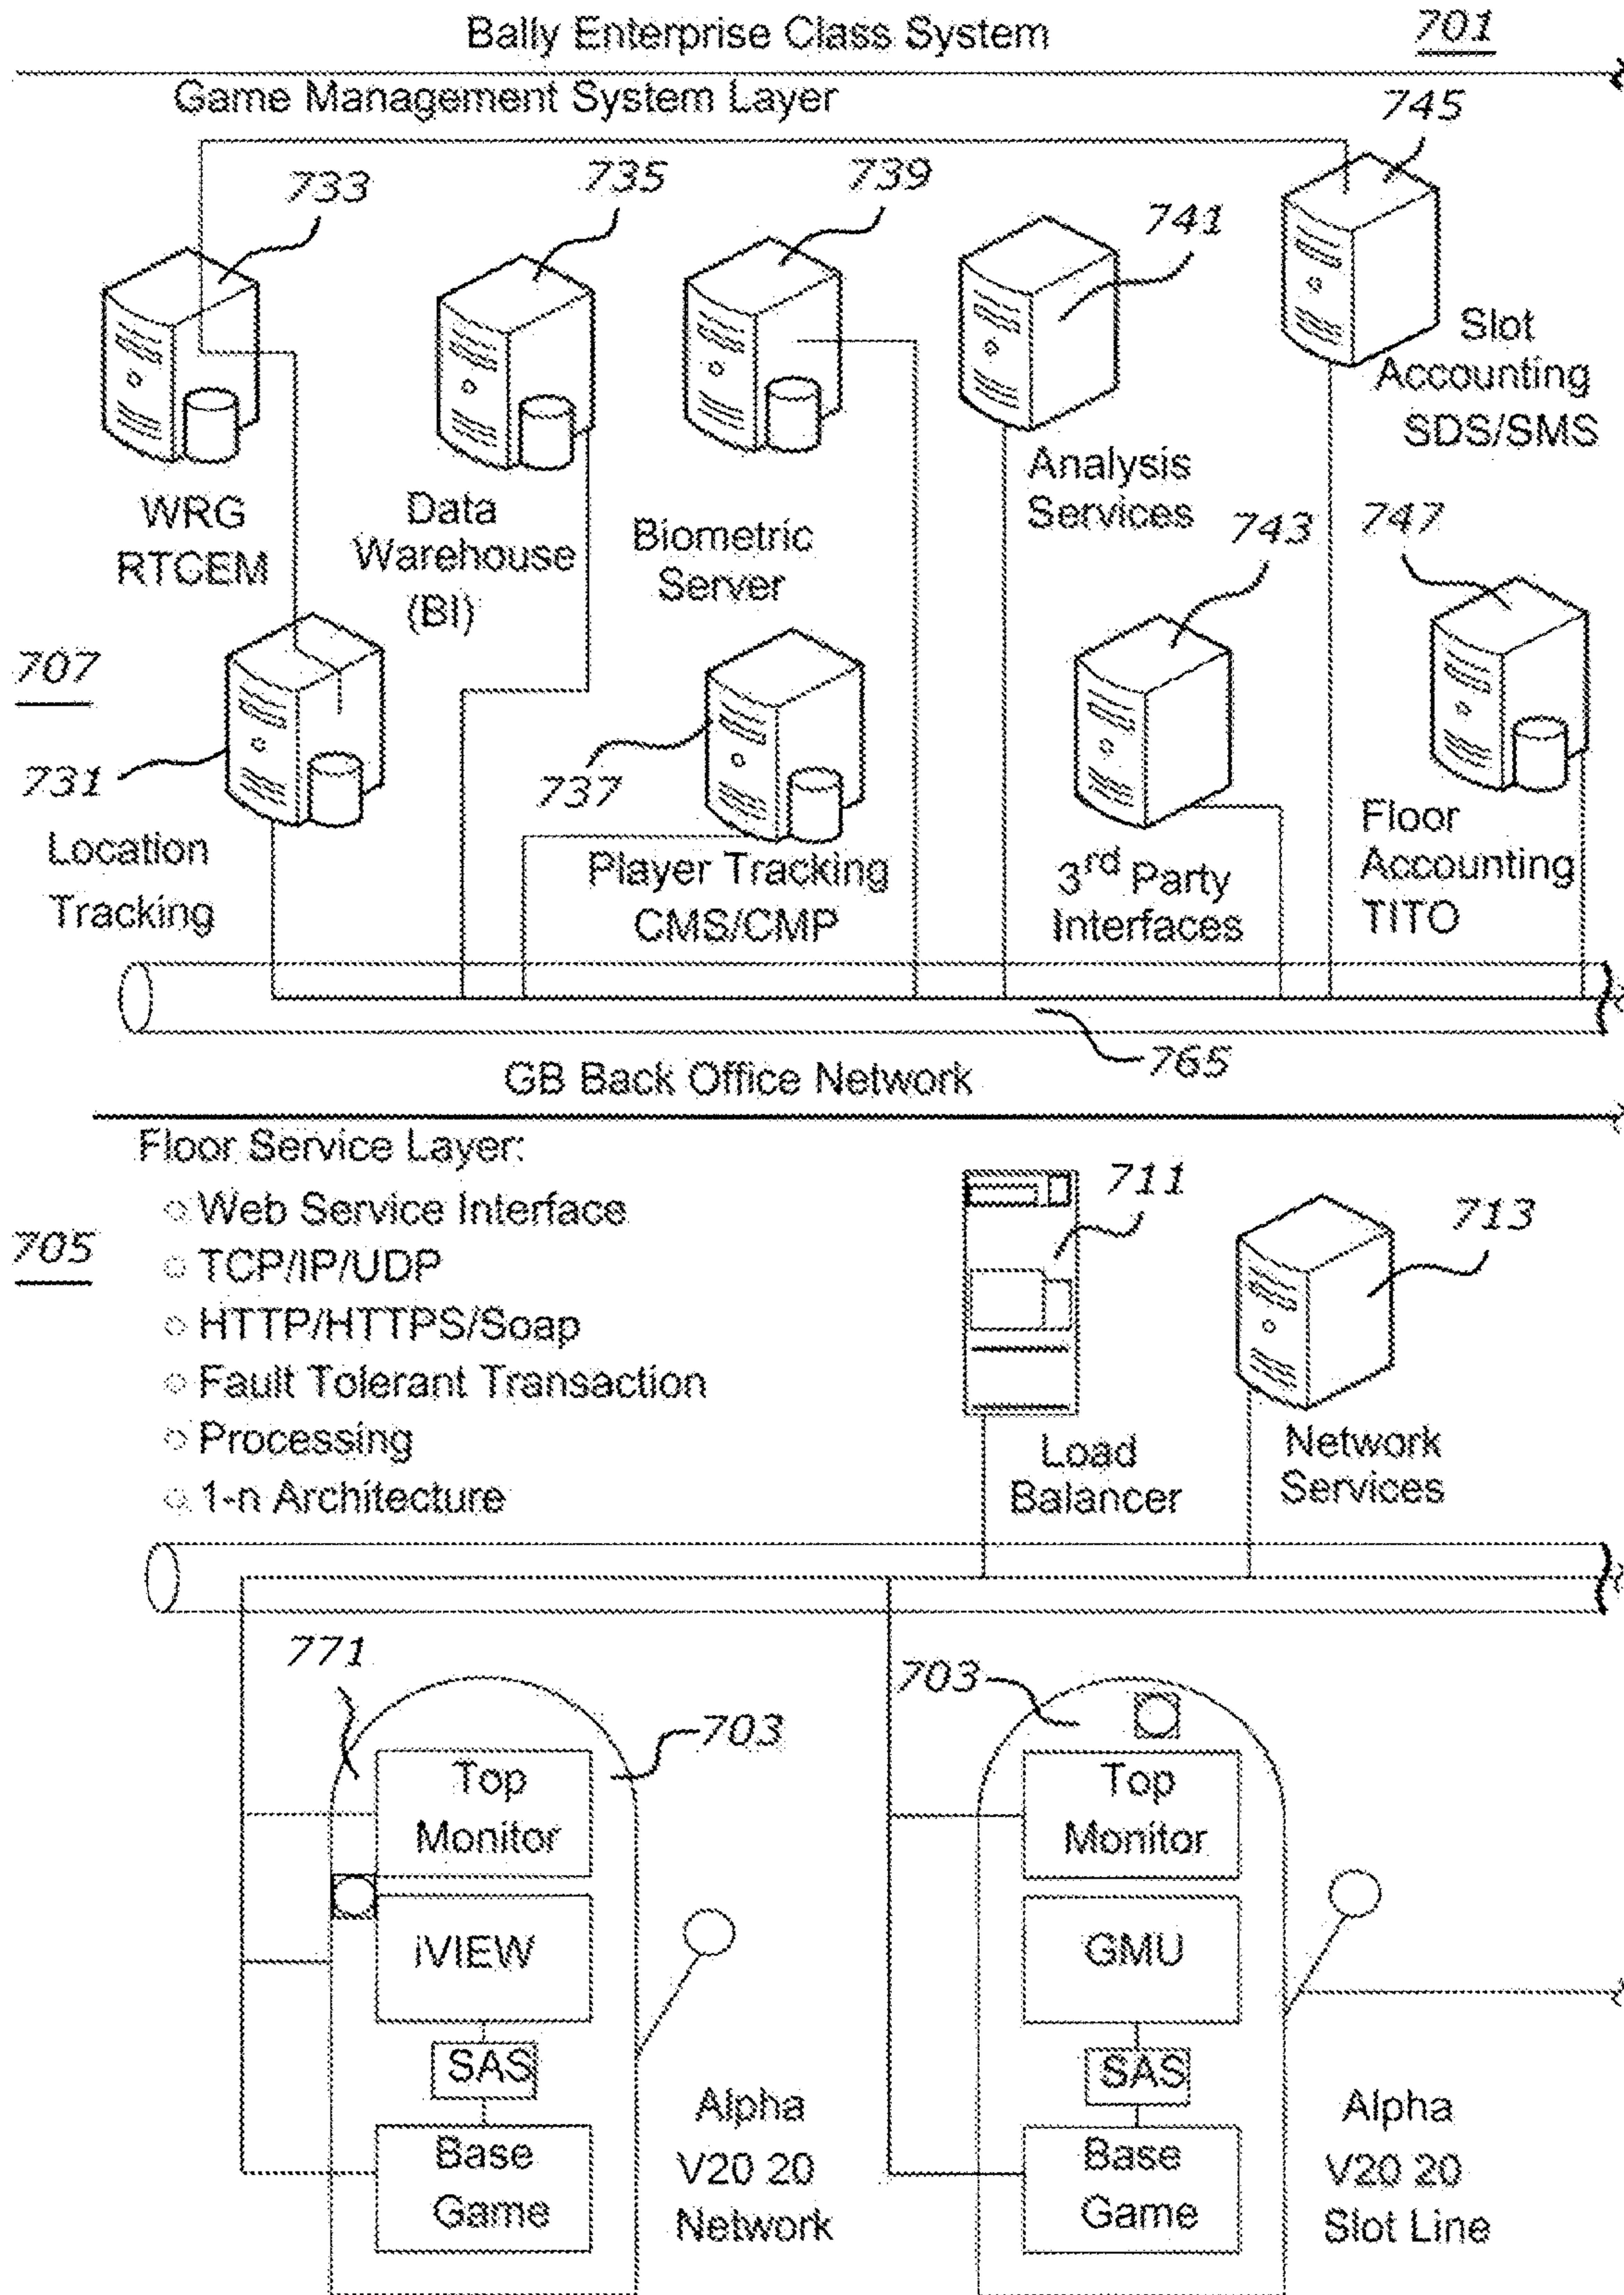 Bally Enterprise Class System
701
Game Management System Layer
745
733
735
739
741
Slot
Accounting
SDS/SMS
Analysis
Services
WRG
RTCEM
Data
Warehouse
(BI)
Biometric
Server
743
747
707
731
737
Location
Tracking
Player Tracking
CMS/CMP
3rd Party
Interfaces
Floor
Accounting
TITO
765
GB Back Office Network
Floor Service Layer:
705
○ Web Service Interface
○ TCP/IP/UDP
○ HTTP/HTTPS/Soap
○ Fault Tolerant Transaction
○ Processing
○ 1-n Architecture
711
713
Load
Balancer
Network
Services
771
703
Top
Monitor
iVIEW
SAS
Base
Game
Alpha
V20 20
Network
703
Top
Monitor
GMU
SAS
Base
Game
Alpha
V20 20
Slot Line